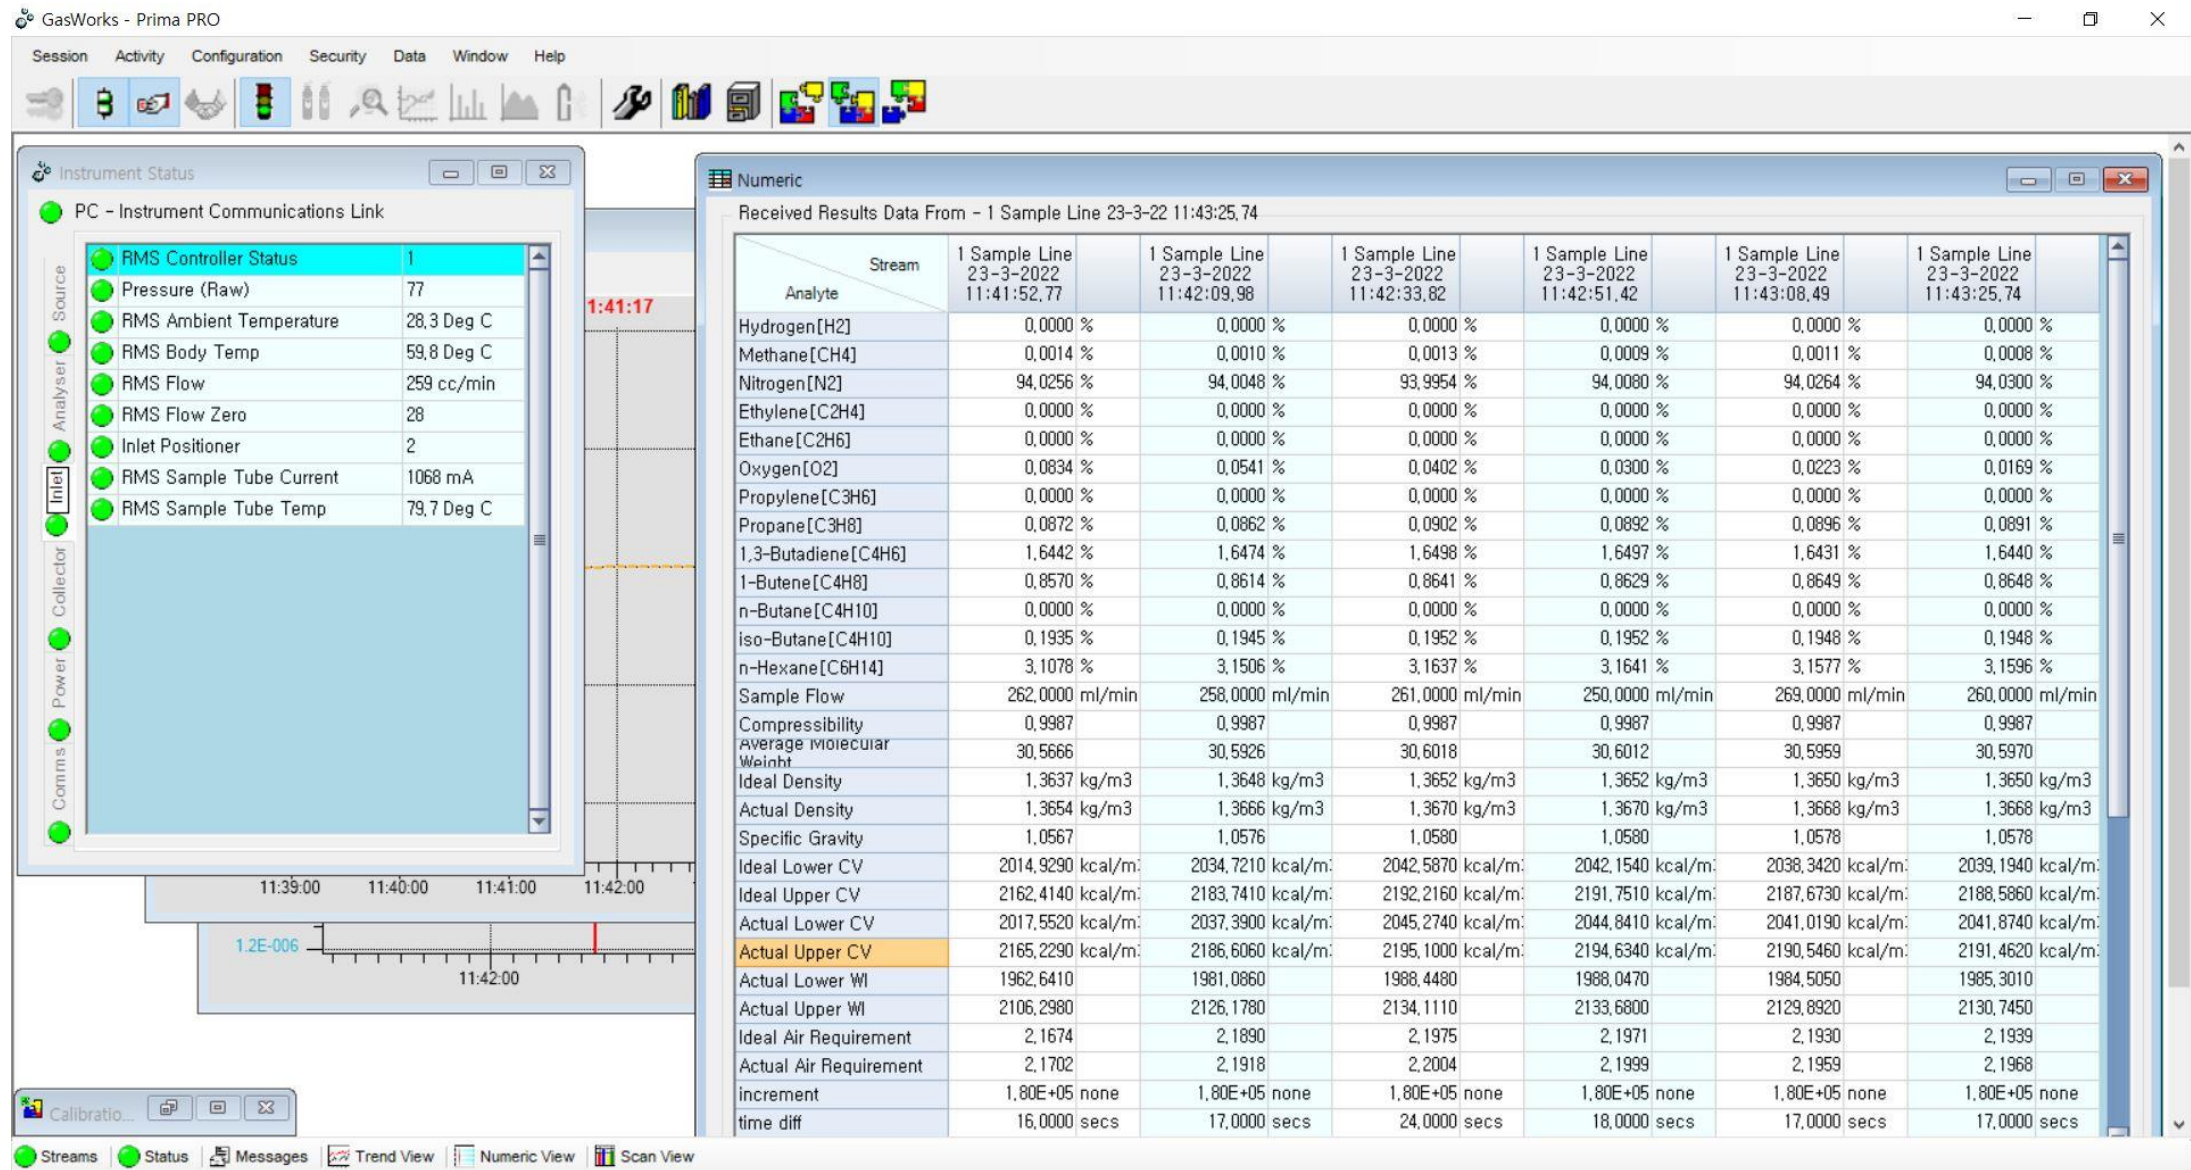 GasWorks - Prima PRO
Session Activity Configuration Security Data Window Help
Instrument Status
PC - Instrument Communications Link
Source
Analyser
Inlet
Collector
Power
Comms
RMS Controller Status 1
Pressure (Raw) 77
RMS Ambient Temperature 28,3 Deg C
RMS Body Temp 59,8 Deg C
RMS Flow 259 cc/min
RMS Flow Zero 28
Inlet Positioner 2
RMS Sample Tube Current 1068 mA
RMS Sample Tube Temp 79,7 Deg C
1:41:17
11:39:00 11:40:00 11:41:00 11:42:00
1.2E-006
11:42:00
Calibratio...
Numeric
Received Results Data From - 1 Sample Line 23-3-22 11:43:25,74
Stream
Analyte
1 Sample Line 1 Sample Line 1 Sample Line 1 Sample Line 1 Sample Line 1 Sample Line
23-3-2022 23-3-2022 23-3-2022 23-3-2022 23-3-2022 23-3-2022
11:41:52,77 11:42:09,98 11:42:33,82 11:42:51,42 11:43:08,49 11:43:25,74
Hydrogen[H2] 0,0000 % 0,0000 % 0,0000 % 0,0000 % 0,0000 % 0,0000 %
Methane[CH4] 0,0014 % 0,0010 % 0,0013 % 0,0009 % 0,0011 % 0,0008 %
Nitrogen[N2] 94,0256 % 94,0048 % 93,9954 % 94,0080 % 94,0264 % 94,0300 %
Ethylene[C2H4] 0,0000 % 0,0000 % 0,0000 % 0,0000 % 0,0000 % 0,0000 %
Ethane[C2H6] 0,0000 % 0,0000 % 0,0000 % 0,0000 % 0,0000 % 0,0000 %
Oxygen[O2] 0,0834 % 0,0541 % 0,0402 % 0,0300 % 0,0223 % 0,0169 %
Propylene[C3H6] 0,0000 % 0,0000 % 0,0000 % 0,0000 % 0,0000 % 0,0000 %
Propane[C3H8] 0,0872 % 0,0862 % 0,0902 % 0,0892 % 0,0896 % 0,0891 %
1,3-Butadiene[C4H6] 1,6442 % 1,6474 % 1,6498 % 1,6497 % 1,6431 % 1,6440 %
1-Butene[C4H8] 0,8570 % 0,8614 % 0,8641 % 0,8629 % 0,8649 % 0,8648 %
n-Butane[C4H10] 0,0000 % 0,0000 % 0,0000 % 0,0000 % 0,0000 % 0,0000 %
iso-Butane[C4H10] 0,1935 % 0,1945 % 0,1952 % 0,1952 % 0,1948 % 0,1948 %
n-Hexane[C6H14] 3,1078 % 3,1506 % 3,1637 % 3,1641 % 3,1577 % 3,1596 %
Sample Flow 262,0000 ml/min 258,0000 ml/min 261,0000 ml/min 250,0000 ml/min 269,0000 ml/min 260,0000 ml/min
Compressibility 0,9987 0,9987 0,9987 0,9987 0,9987 0,9987
Average Molecular
Weight 30,5666 30,5926 30,6018 30,6012 30,5959 30,5970
Ideal Density 1,3637 kg/m3 1,3648 kg/m3 1,3652 kg/m3 1,3652 kg/m3 1,3650 kg/m3 1,3650 kg/m3
Actual Density 1,3654 kg/m3 1,3666 kg/m3 1,3670 kg/m3 1,3670 kg/m3 1,3668 kg/m3 1,3668 kg/m3
Specific Gravity 1,0567 1,0576 1,0580 1,0580 1,0578 1,0578
Ideal Lower CV 2014,9290 kcal/m 2034,7210 kcal/m 2042,5870 kcal/m 2042,1540 kcal/m 2038,3420 kcal/m 2039,1940 kcal/m
Ideal Upper CV 2162,4140 kcal/m 2183,7410 kcal/m 2192,2160 kcal/m 2191,7510 kcal/m 2187,6730 kcal/m 2188,5860 kcal/m
Actual Lower CV 2017,5520 kcal/m 2037,3900 kcal/m 2045,2740 kcal/m 2044,8410 kcal/m 2041,0190 kcal/m 2041,8740 kcal/m
Actual Upper CV 2165,2290 kcal/m 2186,6060 kcal/m 2195,1000 kcal/m 2194,6340 kcal/m 2190,5460 kcal/m 2191,4620 kcal/m
Actual Lower WI 1962,6410 1981,0860 1988,4480 1988,0470 1984,5050 1985,3010
Actual Upper WI 2106,2980 2126,1780 2134,1110 2133,6800 2129,8920 2130,7450
Ideal Air Requirement 2,1674 2,1890 2,1975 2,1971 2,1930 2,1939
Actual Air Requirement 2,1702 2,1918 2,2004 2,1999 2,1959 2,1968
increment 1,80E+05 none 1,80E+05 none 1,80E+05 none 1,80E+05 none 1,80E+05 none 1,80E+05 none
time diff 16,0000 secs 17,0000 secs 24,0000 secs 18,0000 secs 17,0000 secs 17,0000 secs
Streams Status Messages Trend View Numeric View Scan View